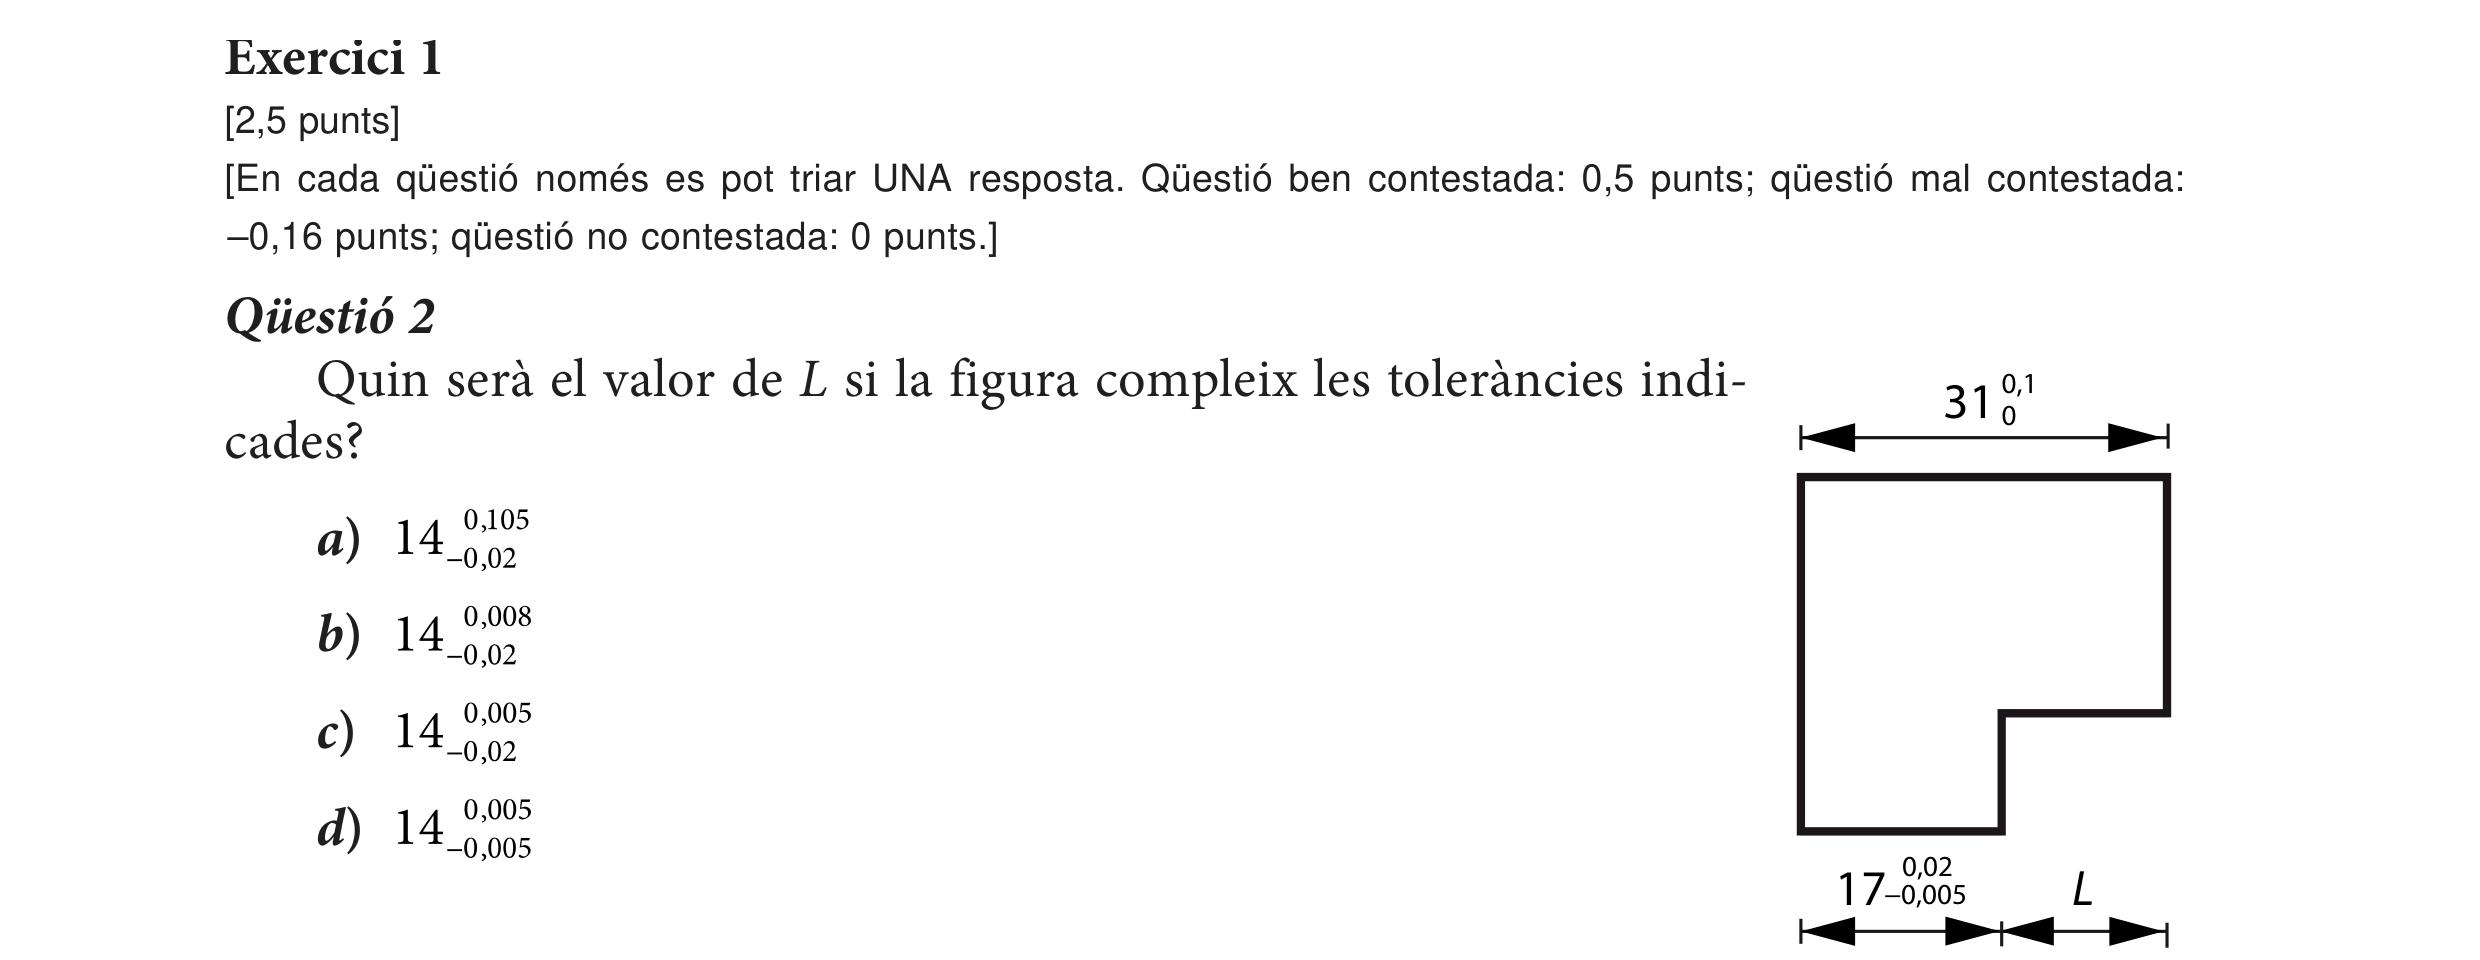 Exercici 1
[2,5 punts]
[En cada qüestió només es pot triar UNA resposta. Qüestió ben contestada: 0,5 punts; qüestió mal contestada:
–0,16 punts; qüestió no contestada: 0 punts.]
Qüestió 2
Quin serà el valor de L si la figura compleix les toleràncies indi-
cades?
a) 14 0,105 –0,02
b) 14 0,008 –0,02
c) 14 0,005 –0,02
d) 14 0,005 –0,005
31 0,1 0
17 0,02 –0,005 L